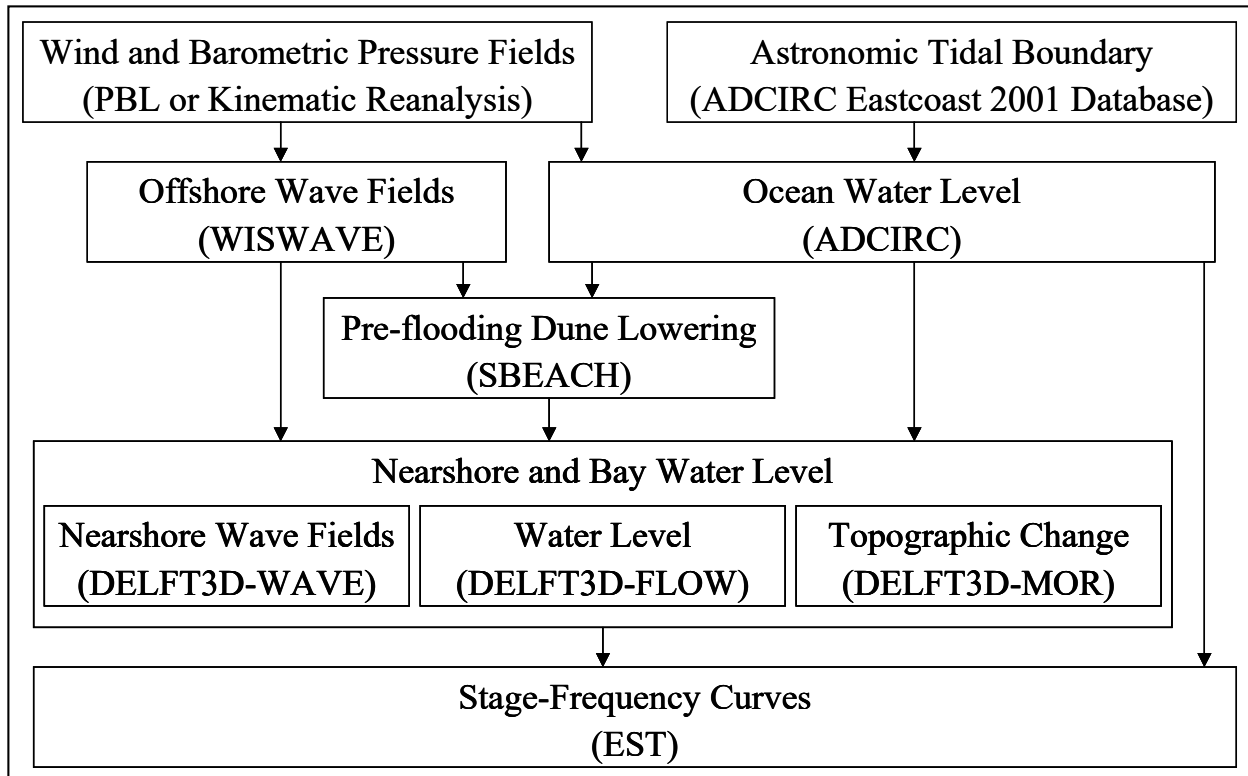 Wind and Barometric Pressure Fields
(PBL or Kinematic Reanalysis)
Astronomic Tidal Boundary
(ADCIRC Eastcoast 2001 Database)
Offshore Wave Fields
(WISWAVE)
Ocean Water Level
(ADCIRC)
Pre-flooding Dune Lowering
(SBEACH)
Nearshore and Bay Water Level
Nearshore Wave Fields
(DELFT3D-WAVE)
Water Level
(DELFT3D-FLOW)
Topographic Change
(DELFT3D-MOR)
Stage-Frequency Curves
(EST)